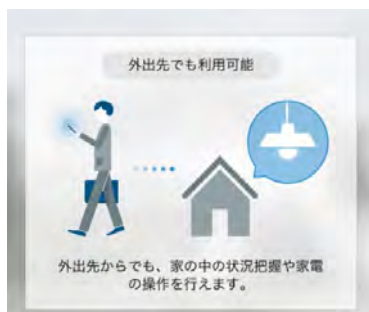 外出先でも利用可能
外出先からでも、家の中の状況把握や家電
の操作を行えます。